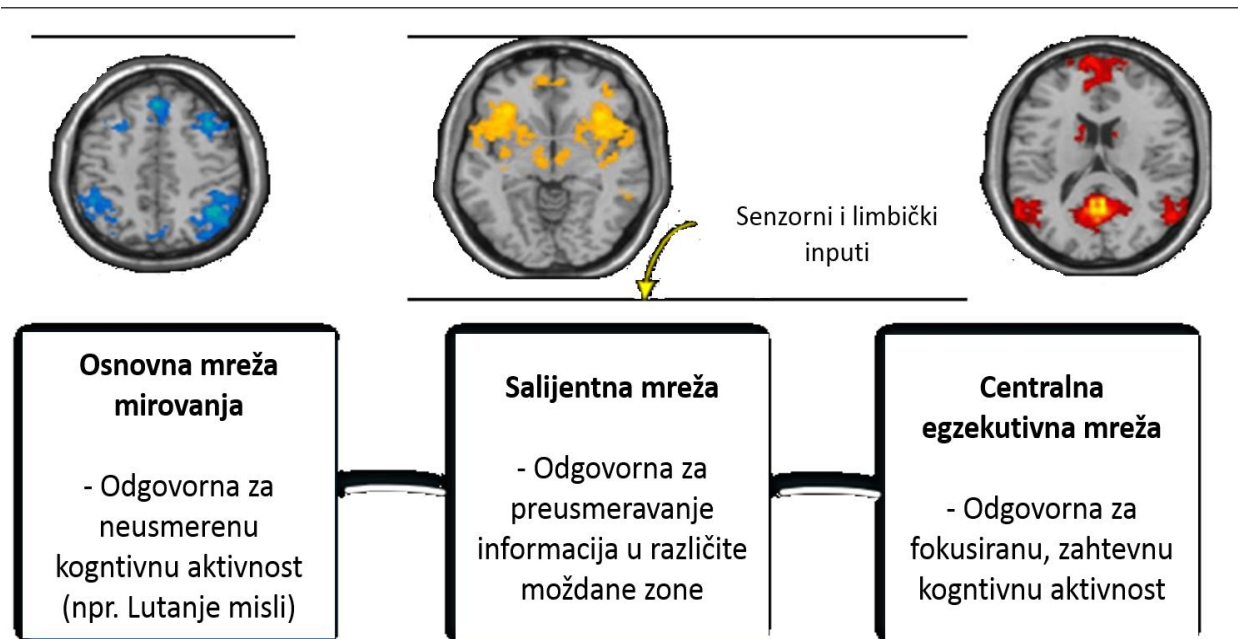 Senzorni i limbički
inputi
Osnovna mreža
mirovanja
- Odgovorna za
neusmerenu
kogntivnu aktivnost
(npr. Lutanje misli)
Salijentna mreža
- Odgovorna za
preusmeravanje
informacija u različite
moždane zone
Centralna
egzekutivna mreža
- Odgovorna za
fokusiranu, zahtevnu
kogntivnu aktivnost